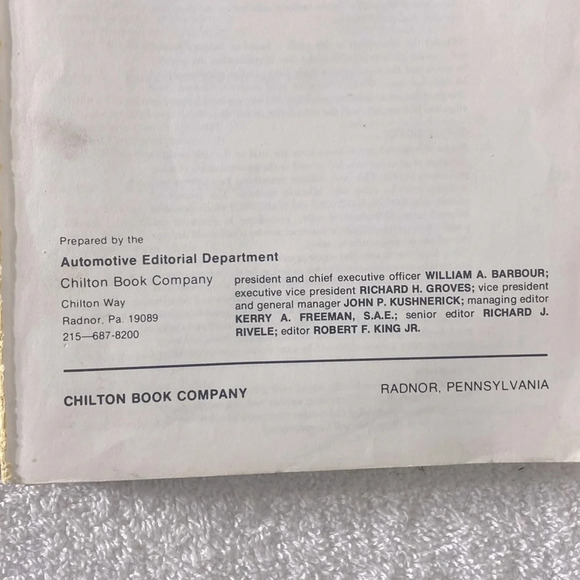 Prepared by the
Automotive Editorial Department
Chilton Book Company
Chilton Way
Radnor, Pa. 19089
215—687-8200
president and chief executive officer WILLIAM A. BARBOUR;
executive vice president RICHARD H. GROVES; vice president
and general manager JOHN P. KUSHNERICK; managing editor
KERRY A. FREEMAN, S.A.E.; senior editor RICHARD J.
RIVELE; editor ROBERT F. KING JR.
CHILTON BOOK COMPANY
RADNOR, PENNSYLVANIA